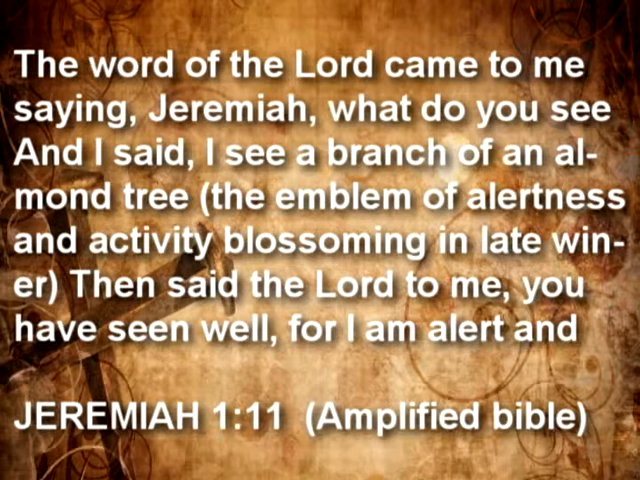 The word of the Lord came to me
saying, Jeremiah, what do you see
And I said, I see a branch of an al-
mond tree (the emblem of alertness
and activity blossoming in late win-
er) Then said the Lord to me, you
have seen well, for I am alert and
JEREMIAH 1:11 (Amplified bible)